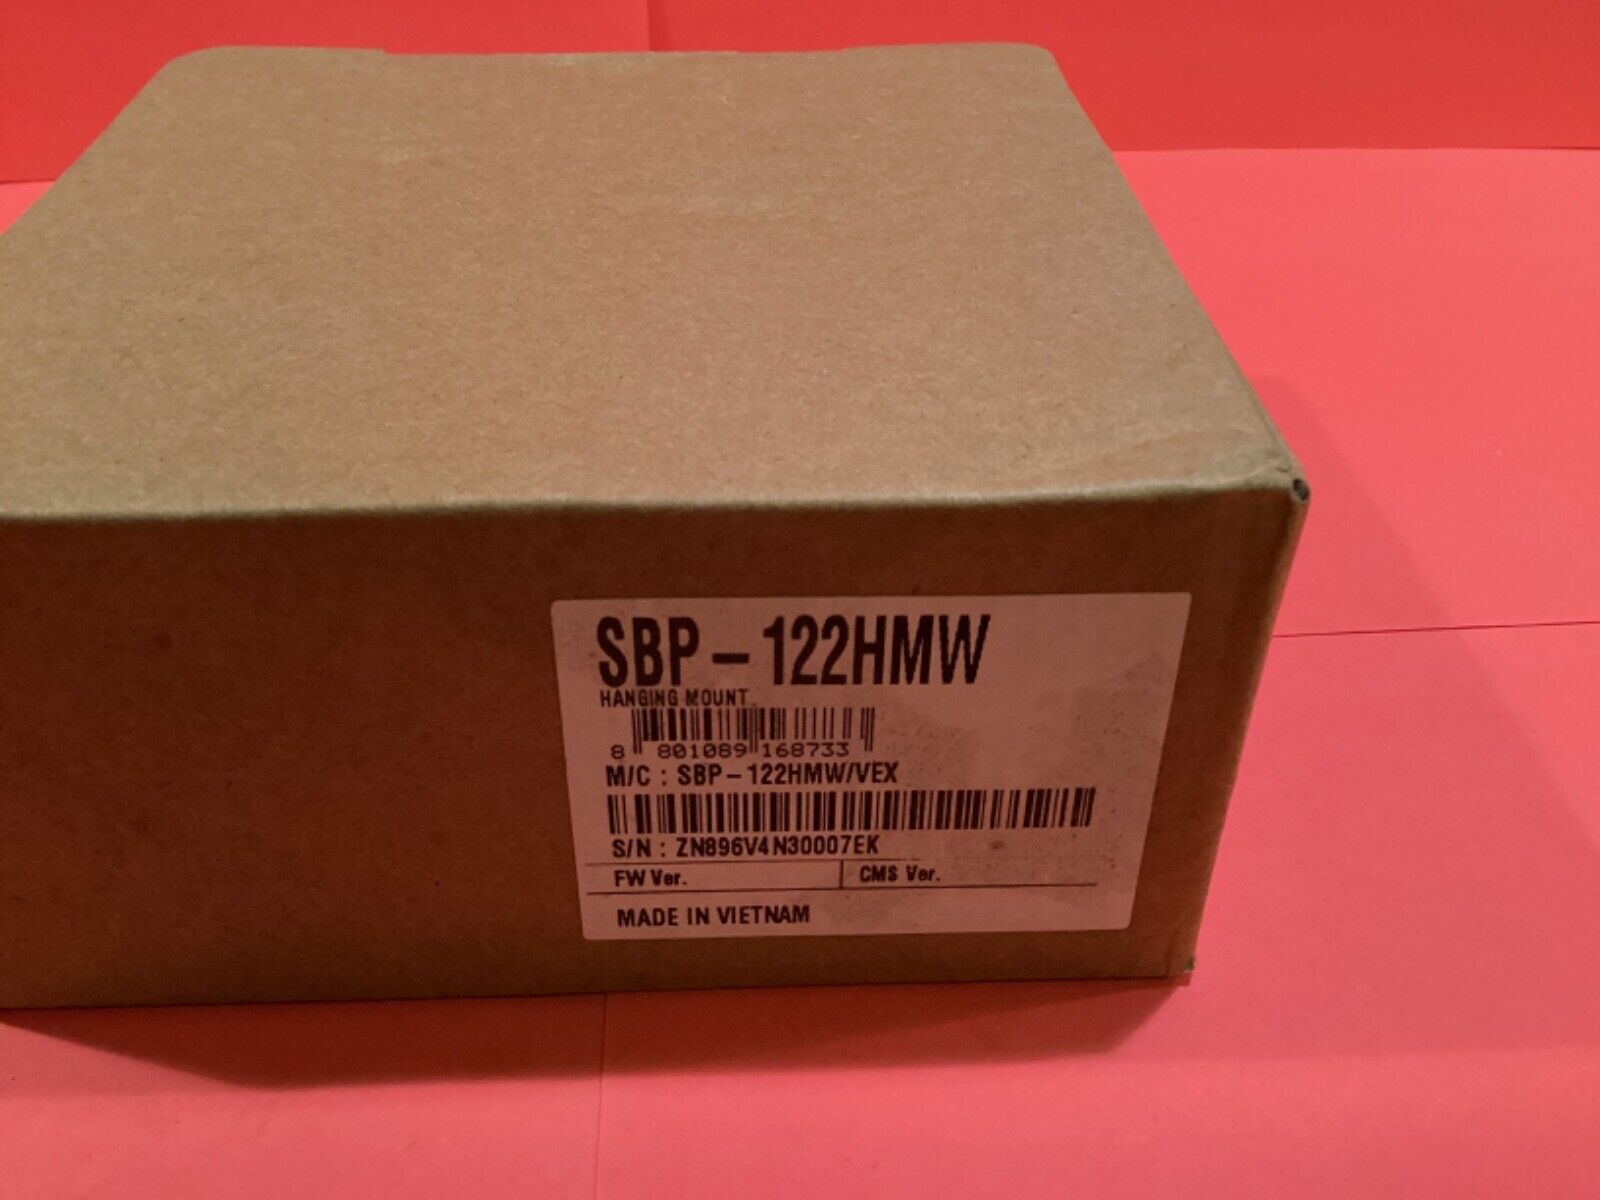 SBP-122HMW
HANGING MOUNT
8 801089 168733
M/C : SBP-122HMW/VEX
S/N : ZN896V4N30007EK
FW Ver. CMS Ver.
MADE IN VIETNAM